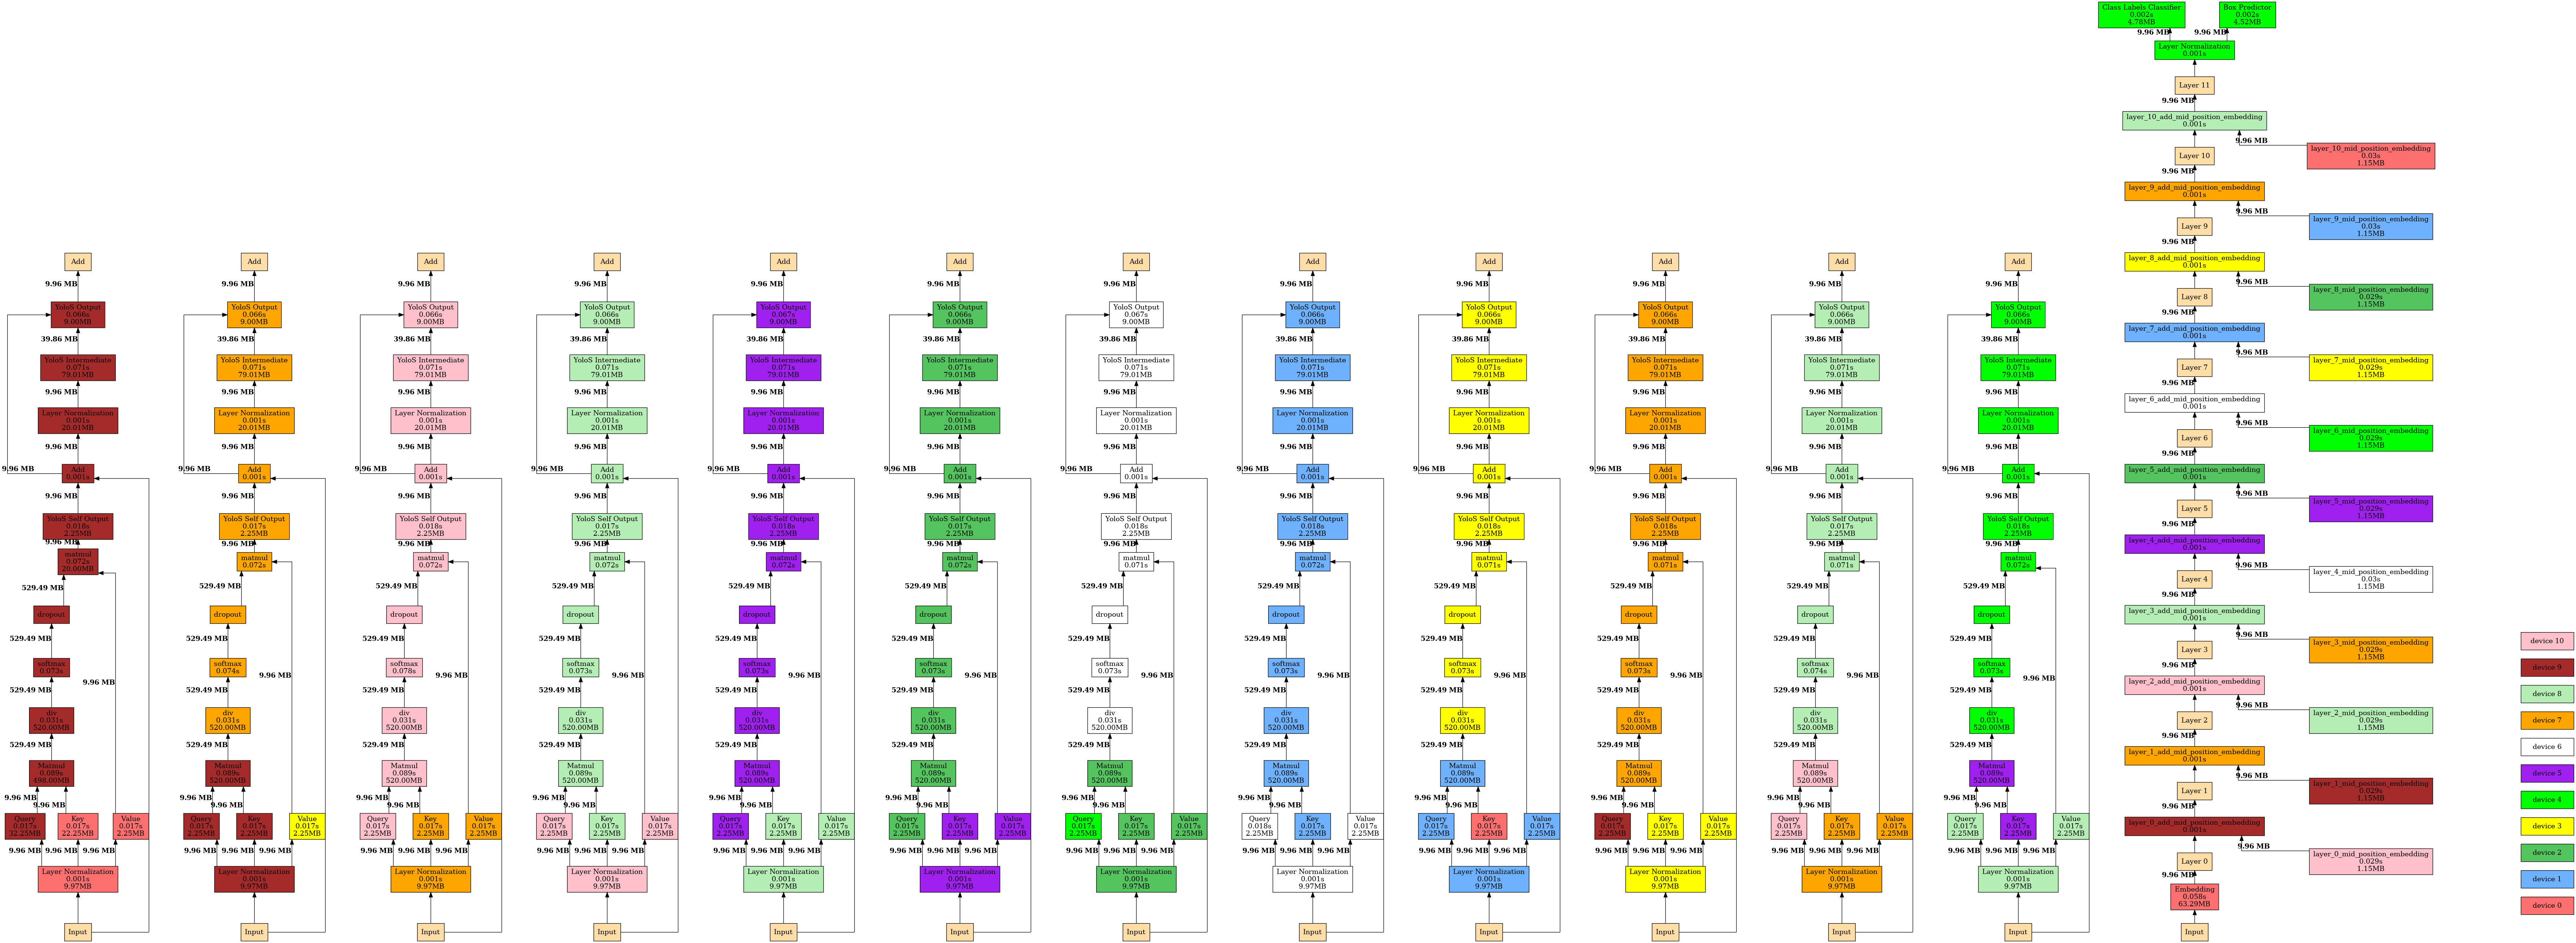 Add
9.96 MB
YoloS Output
0.066s
9.00MB
39.86 MB
YoloS Intermediate
0.071s
79.01MB
9.96 MB
Layer Normalization
0.001s
20.01MB
9.96 MB
9.96 MB
Add
0.001s
9.96 MB
YoloS Self Output
0.018s
2.25MB
9.96 MB
matmul
0.072s
20.00MB
529.49 MB
dropout
529.49 MB
softmax
0.073s
9.96 MB
529.49 MB
div
0.031s
520.00MB
529.49 MB
Matmul
0.089s
498.00MB
9.96 MB
9.96 MB
Query
0.017s
32.25MB
Key
0.017s
22.25MB
Value
0.017s
2.25MB
9.96 MB
9.96 MB
9.96 MB
Layer Normalization
0.001s
9.97MB
Input
Add
9.96 MB
YoloS Output
0.066s
9.00MB
39.86 MB
YoloS Intermediate
0.071s
79.01MB
9.96 MB
Layer Normalization
0.001s
20.01MB
9.96 MB
9.96 MB
Add
0.001s
9.96 MB
YoloS Self Output
0.017s
2.25MB
9.96 MB
matmul
0.072s
529.49 MB
dropout
529.49 MB
softmax
0.074s
9.96 MB
529.49 MB
div
0.031s
520.00MB
529.49 MB
Matmul
0.089s
520.00MB
9.96 MB
9.96 MB
Query
0.017s
2.25MB
Key
0.017s
2.25MB
Value
0.017s
2.25MB
9.96 MB
9.96 MB
9.96 MB
Layer Normalization
0.001s
9.97MB
Input
Add
9.96 MB
YoloS Output
0.066s
9.00MB
39.86 MB
YoloS Intermediate
0.071s
79.01MB
9.96 MB
Layer Normalization
0.001s
20.01MB
9.96 MB
9.96 MB
Add
0.001s
9.96 MB
YoloS Self Output
0.018s
2.25MB
9.96 MB
matmul
0.072s
529.49 MB
dropout
529.49 MB
softmax
0.078s
9.96 MB
529.49 MB
div
0.031s
520.00MB
529.49 MB
Matmul
0.089s
520.00MB
9.96 MB
9.96 MB
Query
0.017s
2.25MB
Key
0.017s
2.25MB
Value
0.017s
2.25MB
9.96 MB
9.96 MB
9.96 MB
Layer Normalization
0.001s
9.97MB
Input
Add
9.96 MB
YoloS Output
0.066s
9.00MB
39.86 MB
YoloS Intermediate
0.071s
79.01MB
9.96 MB
Layer Normalization
0.001s
20.01MB
9.96 MB
9.96 MB
Add
0.001s
9.96 MB
YoloS Self Output
0.017s
2.25MB
9.96 MB
matmul
0.072s
529.49 MB
dropout
529.49 MB
softmax
0.073s
9.96 MB
529.49 MB
div
0.031s
520.00MB
529.49 MB
Matmul
0.089s
520.00MB
9.96 MB
9.96 MB
Query
0.017s
2.25MB
Key
0.017s
2.25MB
Value
0.017s
2.25MB
9.96 MB
9.96 MB
9.96 MB
Layer Normalization
0.001s
9.97MB
Input
Add
9.96 MB
YoloS Output
0.067s
9.00MB
39.86 MB
YoloS Intermediate
0.071s
79.01MB
9.96 MB
Layer Normalization
0.001s
20.01MB
9.96 MB
9.96 MB
Add
0.001s
9.96 MB
YoloS Self Output
0.018s
2.25MB
9.96 MB
matmul
0.072s
529.49 MB
dropout
529.49 MB
softmax
0.073s
9.96 MB
529.49 MB
div
0.031s
520.00MB
529.49 MB
Matmul
0.089s
520.00MB
9.96 MB
9.96 MB
Query
0.017s
2.25MB
Key
0.017s
2.25MB
Value
0.017s
2.25MB
9.96 MB
9.96 MB
9.96 MB
Layer Normalization
0.001s
9.97MB
Input
Add
9.96 MB
YoloS Output
0.066s
9.00MB
39.86 MB
YoloS Intermediate
0.071s
79.01MB
9.96 MB
Layer Normalization
0.001s
20.01MB
9.96 MB
9.96 MB
Add
0.001s
9.96 MB
YoloS Self Output
0.017s
2.25MB
9.96 MB
matmul
0.072s
529.49 MB
dropout
529.49 MB
softmax
0.073s
9.96 MB
529.49 MB
div
0.031s
520.00MB
529.49 MB
Matmul
0.089s
520.00MB
9.96 MB
9.96 MB
Query
0.017s
2.25MB
Key
0.017s
2.25MB
Value
0.017s
2.25MB
9.96 MB
9.96 MB
9.96 MB
Layer Normalization
0.001s
9.97MB
Input
Add
9.96 MB
YoloS Output
0.067s
9.00MB
39.86 MB
YoloS Intermediate
0.071s
79.01MB
9.96 MB
Layer Normalization
0.001s
20.01MB
9.96 MB
9.96 MB
Add
0.001s
9.96 MB
YoloS Self Output
0.018s
2.25MB
9.96 MB
matmul
0.071s
529.49 MB
dropout
529.49 MB
softmax
0.073s
9.96 MB
529.49 MB
div
0.031s
520.00MB
529.49 MB
Matmul
0.089s
520.00MB
9.96 MB
9.96 MB
Query
0.017s
2.25MB
Key
0.017s
2.25MB
Value
0.017s
2.25MB
9.96 MB
9.96 MB
9.96 MB
Layer Normalization
0.001s
9.97MB
Input
Add
9.96 MB
YoloS Output
0.066s
9.00MB
39.86 MB
YoloS Intermediate
0.071s
79.01MB
9.96 MB
Layer Normalization
0.001s
20.01MB
9.96 MB
9.96 MB
Add
0.001s
9.96 MB
YoloS Self Output
0.018s
2.25MB
9.96 MB
matmul
0.072s
529.49 MB
dropout
529.49 MB
softmax
0.073s
9.96 MB
529.49 MB
div
0.031s
520.00MB
529.49 MB
Matmul
0.089s
520.00MB
9.96 MB
9.96 MB
Query
0.018s
2.25MB
Key
0.017s
2.25MB
Value
0.017s
2.25MB
9.96 MB
9.96 MB
9.96 MB
Layer Normalization
0.001s
9.97MB
Input
Add
9.96 MB
YoloS Output
0.066s
9.00MB
39.86 MB
YoloS Intermediate
0.071s
79.01MB
9.96 MB
Layer Normalization
0.001s
20.01MB
9.96 MB
9.96 MB
Add
0.001s
9.96 MB
YoloS Self Output
0.018s
2.25MB
9.96 MB
matmul
0.071s
529.49 MB
dropout
529.49 MB
softmax
0.073s
9.96 MB
529.49 MB
div
0.031s
520.00MB
529.49 MB
Matmul
0.089s
520.00MB
9.96 MB
9.96 MB
Query
0.017s
2.25MB
Key
0.017s
2.25MB
Value
0.017s
2.25MB
9.96 MB
9.96 MB
9.96 MB
Layer Normalization
0.001s
9.97MB
Input
Add
9.96 MB
YoloS Output
0.066s
9.00MB
39.86 MB
YoloS Intermediate
0.071s
79.01MB
9.96 MB
Layer Normalization
0.001s
20.01MB
9.96 MB
9.96 MB
Add
0.001s
9.96 MB
YoloS Self Output
0.018s
2.25MB
9.96 MB
matmul
0.071s
529.49 MB
dropout
529.49 MB
softmax
0.073s
9.96 MB
529.49 MB
div
0.031s
520.00MB
529.49 MB
Matmul
0.089s
520.00MB
9.96 MB
9.96 MB
Query
0.017s
2.25MB
Key
0.017s
2.25MB
Value
0.017s
2.25MB
9.96 MB
9.96 MB
9.96 MB
Layer Normalization
0.001s
9.97MB
Input
Add
9.96 MB
YoloS Output
0.066s
9.00MB
39.86 MB
YoloS Intermediate
0.071s
79.01MB
9.96 MB
Layer Normalization
0.001s
20.01MB
9.96 MB
9.96 MB
Add
0.001s
9.96 MB
YoloS Self Output
0.017s
2.25MB
9.96 MB
matmul
0.071s
529.49 MB
dropout
529.49 MB
softmax
0.074s
9.96 MB
529.49 MB
div
0.031s
520.00MB
529.49 MB
Matmul
0.089s
520.00MB
9.96 MB
9.96 MB
Query
0.017s
2.25MB
Key
0.017s
2.25MB
Value
0.017s
2.25MB
9.96 MB
9.96 MB
9.96 MB
Layer Normalization
0.001s
9.97MB
Input
Add
9.96 MB
YoloS Output
0.066s
9.00MB
39.86 MB
YoloS Intermediate
0.071s
79.01MB
9.96 MB
Layer Normalization
0.001s
20.01MB
9.96 MB
9.96 MB
Add
0.001s
9.96 MB
YoloS Self Output
0.018s
2.25MB
9.96 MB
matmul
0.072s
529.49 MB
dropout
529.49 MB
softmax
0.073s
9.96 MB
529.49 MB
div
0.031s
520.00MB
529.49 MB
Matmul
0.089s
520.00MB
9.96 MB
9.96 MB
Query
0.017s
2.25MB
Key
0.017s
2.25MB
Value
0.017s
2.25MB
9.96 MB
9.96 MB
9.96 MB
Layer Normalization
0.001s
9.97MB
Input
Class Labels Classifier
0.002s
4.78MB
Box Predictor
0.002s
4.52MB
9.96 MB
9.96 MB
Layer Normalization
0.001s
Layer 11
9.96 MB
layer_10_add_mid_position_embedding
0.001s
9.96 MB
layer_10_mid_position_embedding
0.03s
1.15MB
Layer 10
9.96 MB
layer_9_add_mid_position_embedding
0.001s
9.96 MB
layer_9_mid_position_embedding
0.03s
1.15MB
Layer 9
9.96 MB
layer_8_add_mid_position_embedding
0.001s
9.96 MB
layer_8_mid_position_embedding
0.029s
1.15MB
Layer 8
9.96 MB
layer_7_add_mid_position_embedding
0.001s
9.96 MB
layer_7_mid_position_embedding
0.029s
1.15MB
Layer 7
9.96 MB
layer_6_add_mid_position_embedding
0.001s
9.96 MB
layer_6_mid_position_embedding
0.029s
1.15MB
Layer 6
9.96 MB
layer_5_add_mid_position_embedding
0.001s
9.96 MB
layer_5_mid_position_embedding
0.029s
1.15MB
Layer 5
9.96 MB
layer_4_add_mid_position_embedding
0.001s
9.96 MB
layer_4_mid_position_embedding
0.03s
1.15MB
Layer 4
9.96 MB
layer_3_add_mid_position_embedding
0.001s
9.96 MB
layer_3_mid_position_embedding
0.029s
1.15MB
Layer 3
9.96 MB
layer_2_add_mid_position_embedding
0.001s
9.96 MB
layer_2_mid_position_embedding
0.029s
1.15MB
Layer 2
9.96 MB
layer_1_add_mid_position_embedding
0.001s
9.96 MB
layer_1_mid_position_embedding
0.029s
1.15MB
Layer 1
9.96 MB
layer_0_add_mid_position_embedding
0.001s
9.96 MB
layer_0_mid_position_embedding
0.029s
1.15MB
Layer 0
9.96 MB
Embedding
0.058s
63.29MB
Input
device 10
device 9
device 8
device 7
device 6
device 5
device 4
device 3
device 2
device 1
device 0